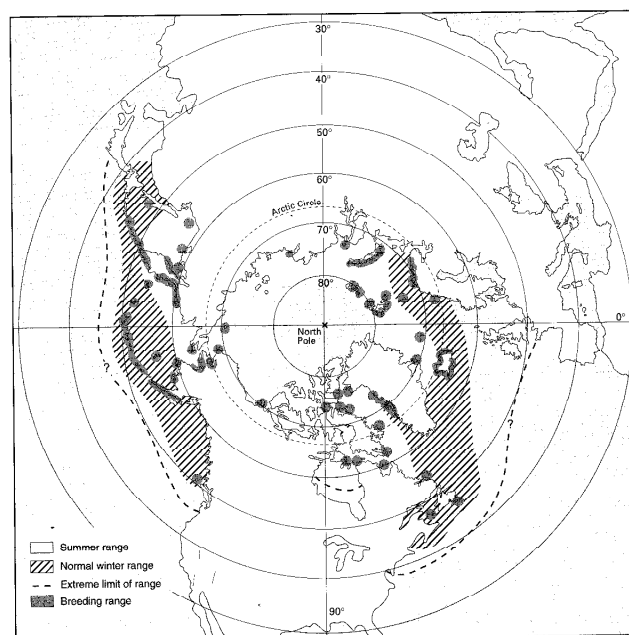 30°
40°
50°
60°
Arctic Circle
70°
80°
North
Pole
0°
?
?
?
Summer range
Normal winter range
Extreme limit of range
Breeding range
90°